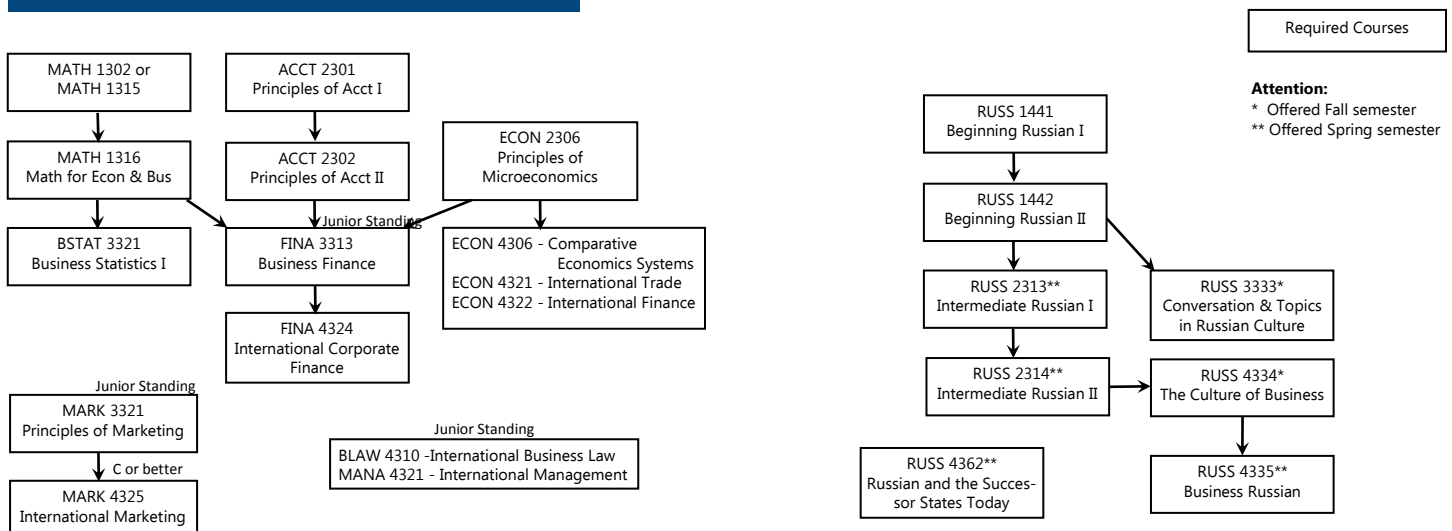 Required Courses
Attention:
* Offered Fall semester
** Offered Spring semester
MATH 1302 or
MATH 1315
MATH 1316
Math for Econ & Bus
BSTAT 3321
Business Statistics I
ACCT 2301
Principles of Acct I
ACCT 2302
Principles of Acct II
Junior Standing
FINA 3313
Business Finance
FINA 4324
International Corporate
Finance
ECON 2306
Principles of
Microeconomics
ECON 4306 - Comparative
Economics Systems
ECON 4321 - International Trade
ECON 4322 - International Finance
Junior Standing
MARK 3321
Principles of Marketing
C or better
MARK 4325
International Marketing
Junior Standing
BLAW 4310 -International Business Law
MANA 4321 - International Management
RUSS 1441
Beginning Russian I
RUSS 1442
Beginning Russian II
RUSS 2313**
Intermediate Russian I
RUSS 3333*
Conversation & Topics
in Russian Culture
RUSS 2314**
Intermediate Russian II
RUSS 4334*
The Culture of Business
RUSS 4362**
Russian and the Succes-
sor States Today
RUSS 4335**
Business Russian